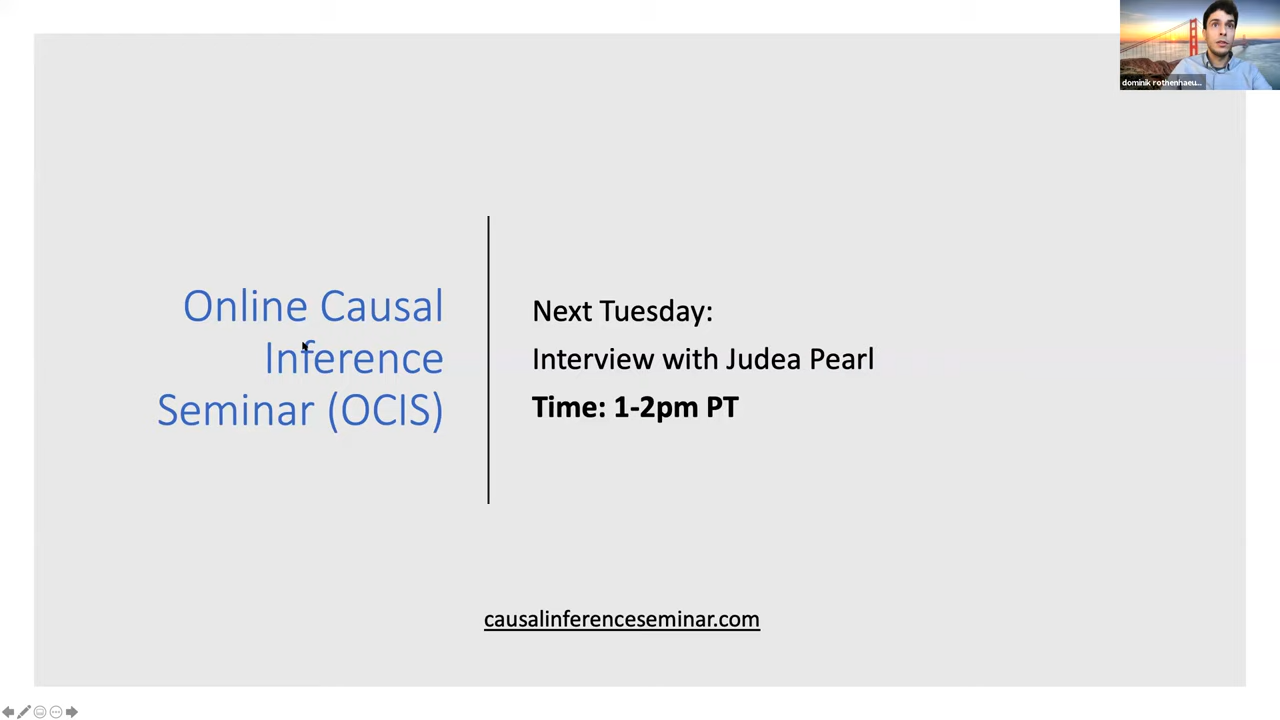 dominik rothenhaeu...
Online Causal
Inference
Seminar (OCIS)
Next Tuesday:
Interview with Judea Pearl
Time: 1-2pm PT
causalinferenceseminar.com